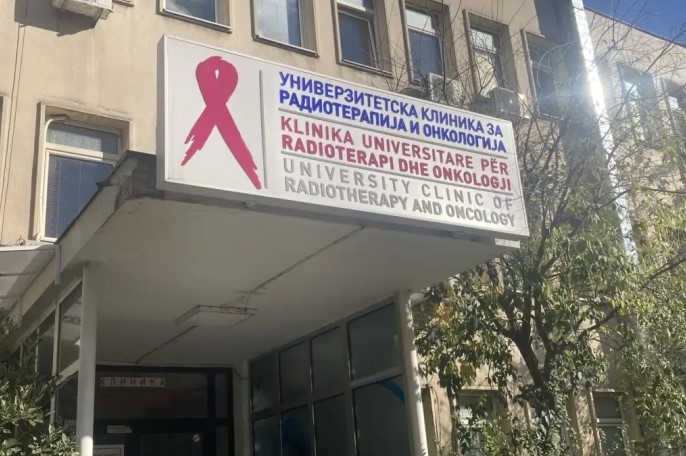 УНИВЕРЗИТЕТСКА КЛИНИКА ЗА
РАДИОТЕРАПИЈА И ОНКОЛОГИЈА
KLINIKA UNIVERSITARE PËR
RADIOTERAPI DHE ONKOLOGJI
UNIVERSITY CLINIC OF
RADIOTHERAPY AND ONCOLOGY
КЛИНИКА